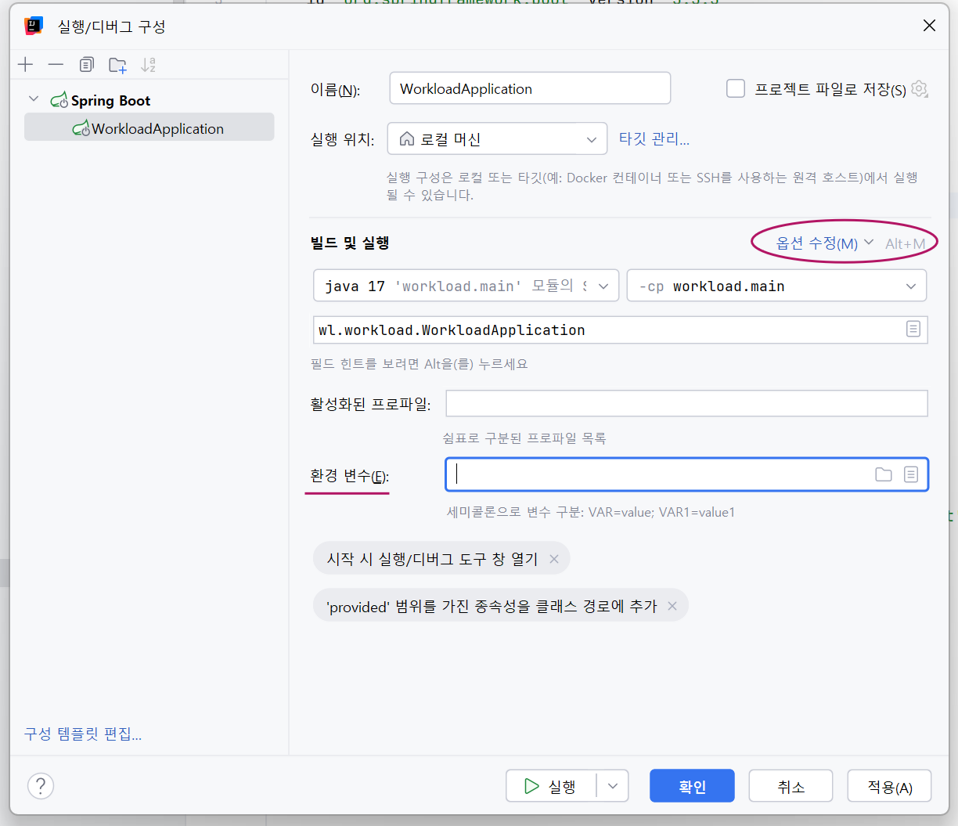 실행/디버그 구성
Spring Boot
WorkloadApplication
이름(N):
WorkloadApplication
프로젝트 파일로 저장(S)
실행 위치:
로컬 머신
타깃 관리...
실행 구성은 로컬 또는 타깃(예: Docker 컨테이너 또는 SSH를 사용하는 원격 호스트)에서 실행
될 수 있습니다.
빌드 및 실행
옵션 수정(M)
Alt+M
java 17 'workload.main' 모듈의
-cp workload.main
wl.workload.WorkloadApplication
필드 힌트를 보려면 Alt을(를) 누르세요
활성화된 프로파일:
쉼표로 구분된 프로파일 목록
환경 변수(E):
세미콜론으로 변수 구분: VAR=value; VAR1=value1
시작 시 실행/디버그 도구 창 열기
'provided' 범위를 가진 종속성을 클래스 경로에 추가
구성 템플릿 편집...
?
실행
확인
취소
적용(A)